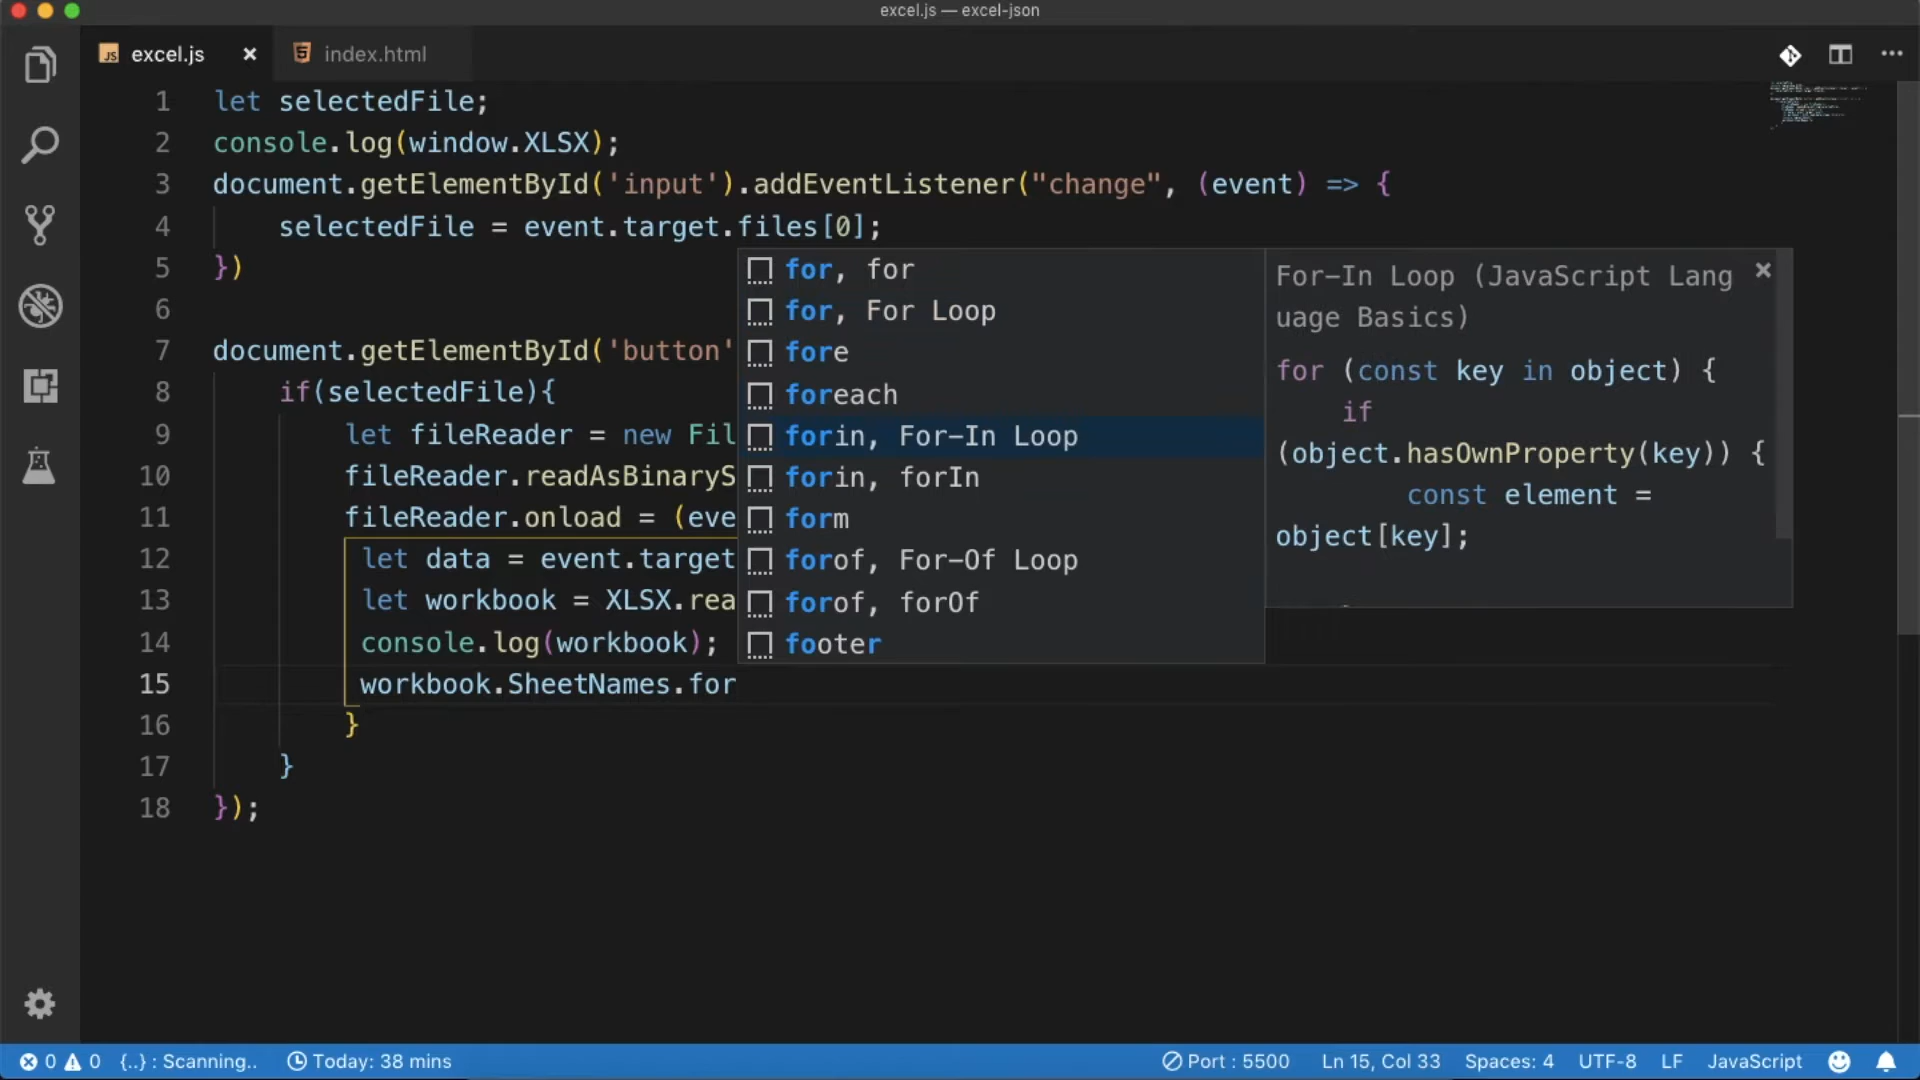 excel.js — excel-json
excel.js
index.html
1 let selectedFile;
2 console.log(window.XLSX);
3 document.getElementById('input').addEventListener("change", (event) => {
4 selectedFile = event.target.files[0];
5 })
6
7 document.getElementById('button'
8 if(selectedFile){
9 let fileReader = new Fil
10 fileReader.readAsBinaryS
11 fileReader.onload = (eve
12 let data = event.target
13 let workbook = XLSX.rea
14 console.log(workbook);
15 workbook.SheetNames.for
16 }
17 }
18 });
for, for
for, For Loop
fore
foreach
forin, For-In Loop
forin, forIn
form
forof, For-Of Loop
forof, forOf
footer
For-In Loop (JavaScript Lang
uage Basics)
for (const key in object) {
if
(object.hasOwnProperty(key)) {
const element =
object[key];
0 0 {..} : Scanning.. Today: 38 mins Port : 5500 Ln 15, Col 33 Spaces: 4 UTF-8 LF JavaScript